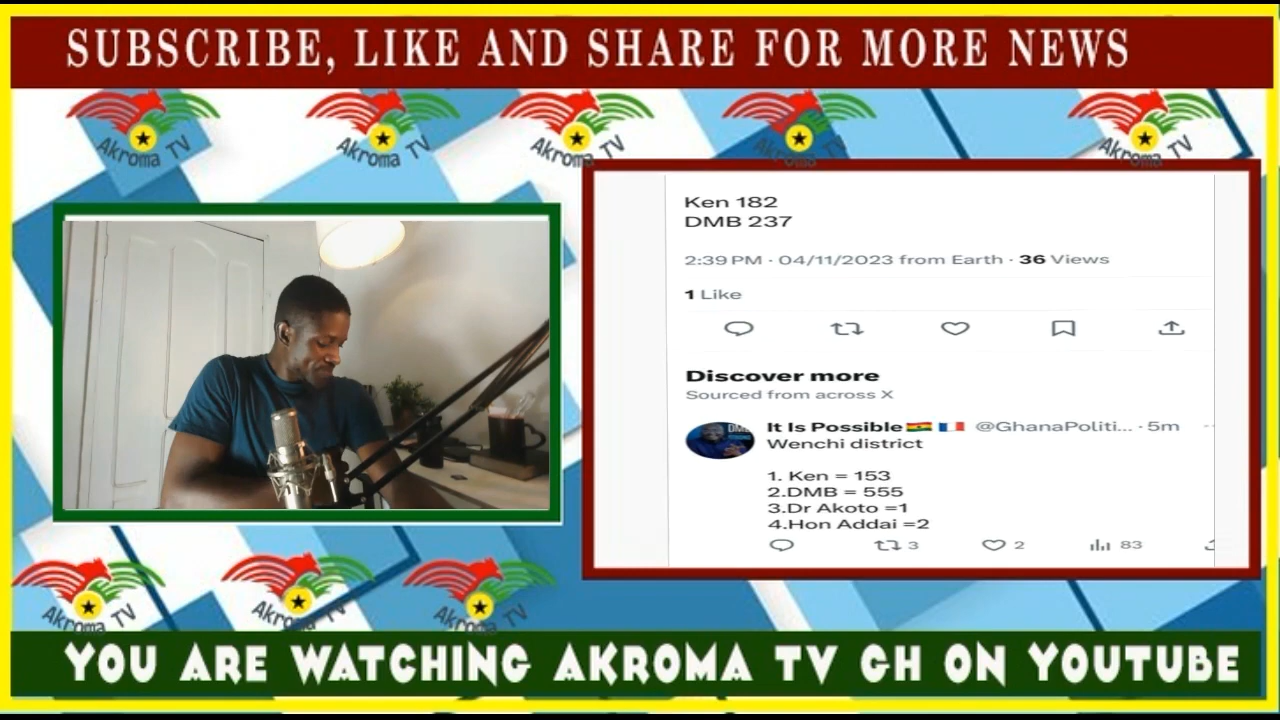 SUBSCRIBE, LIKE AND SHARE FOR MORE NEWS
Akroma TV
Akroma TV
Akroma TV
Akroma TV
Akroma TV
Ken 182
DMB 237
2:39 PM · 04/11/2023 from Earth · 36 Views
1 Like
Discover more
Sourced from across X
It Is Possible🇬🇭 🇫🇷 @GhanaPoliti... · 5m
Wenchi district
1. Ken = 153
2.DMB = 555
3.Dr Akoto =1
4.Hon Addai =2
3 2 83
Akroma TV
Akroma TV
Akroma TV
YOU ARE WATCHING AKROMA TV GH ON YOUTUBE